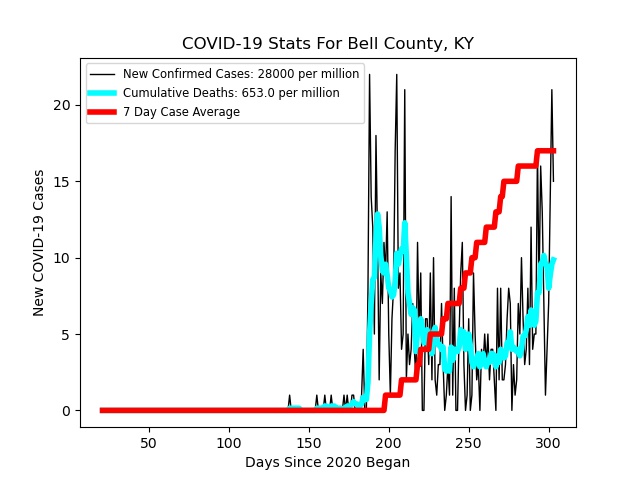 COVID-19 Stats For Bell County, KY
New Confirmed Cases: 28000 per million
Cumulative Deaths: 653.0 per million
7 Day Case Average
New COVID-19 Cases
20
15
10
5
0
50 100 150 200 250 300
Days Since 2020 Began